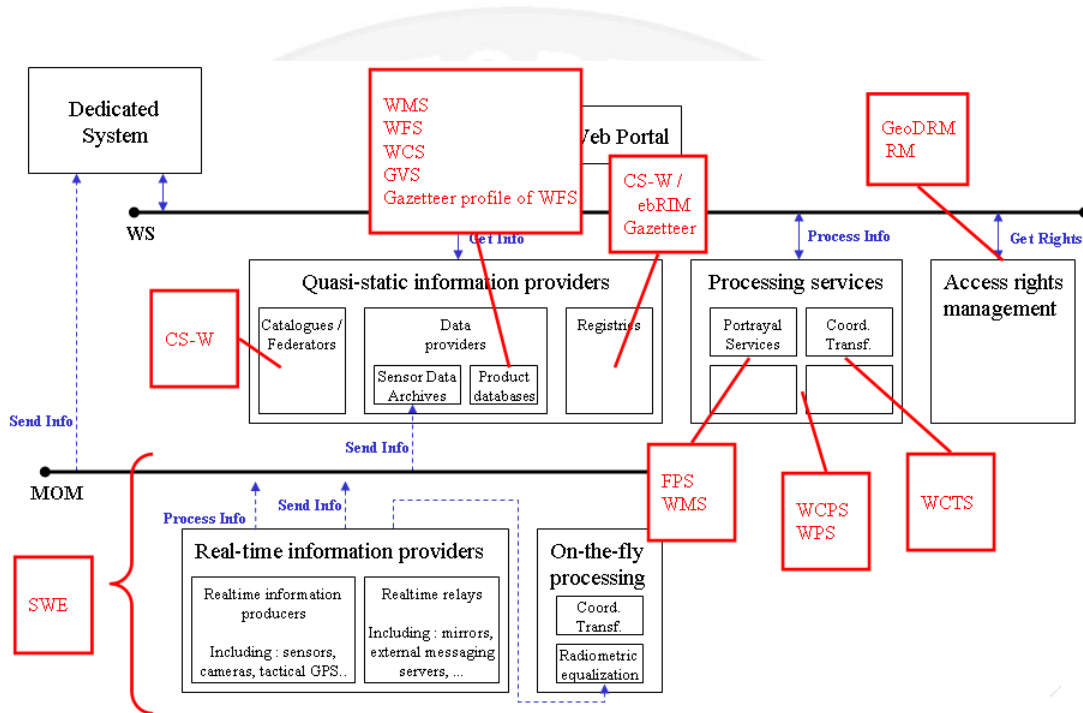 Dedicated
System
WMS
WFS
WCS
GVS
Gazetteer profile of WFS
Web Portal
CS-W /
ebRIM
Gazetteer
GeoDRM
RM
WS
Get Info
Process Info
Get Rights
Quasi-static information providers
Catalogues /
Federators
Data
providers
Sensor Data
Archives
Product
databases
Registries
Processing services
Portrayal
Services
Coord.
Transf.
Access rights
management
CS-W
Send Info
Send Info
MOM
FPS
WMS
WCPS
WPS
WCTS
Process Info
Send Info
SWE
Real-time information providers
Realtime information
producers
Including : sensors,
cameras, tactical GPS..
Realtime relays
Including : mirrors,
external messaging
servers, ...
On-the-fly
processing
Coord.
Transf.
Radiometric
equalization